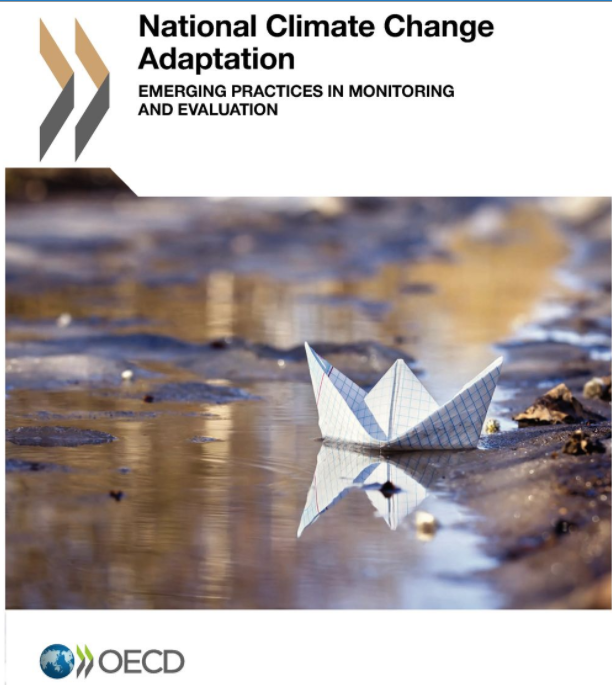 National Climate Change
Adaptation
EMERGING PRACTICES IN MONITORING
AND EVALUATION
OECD